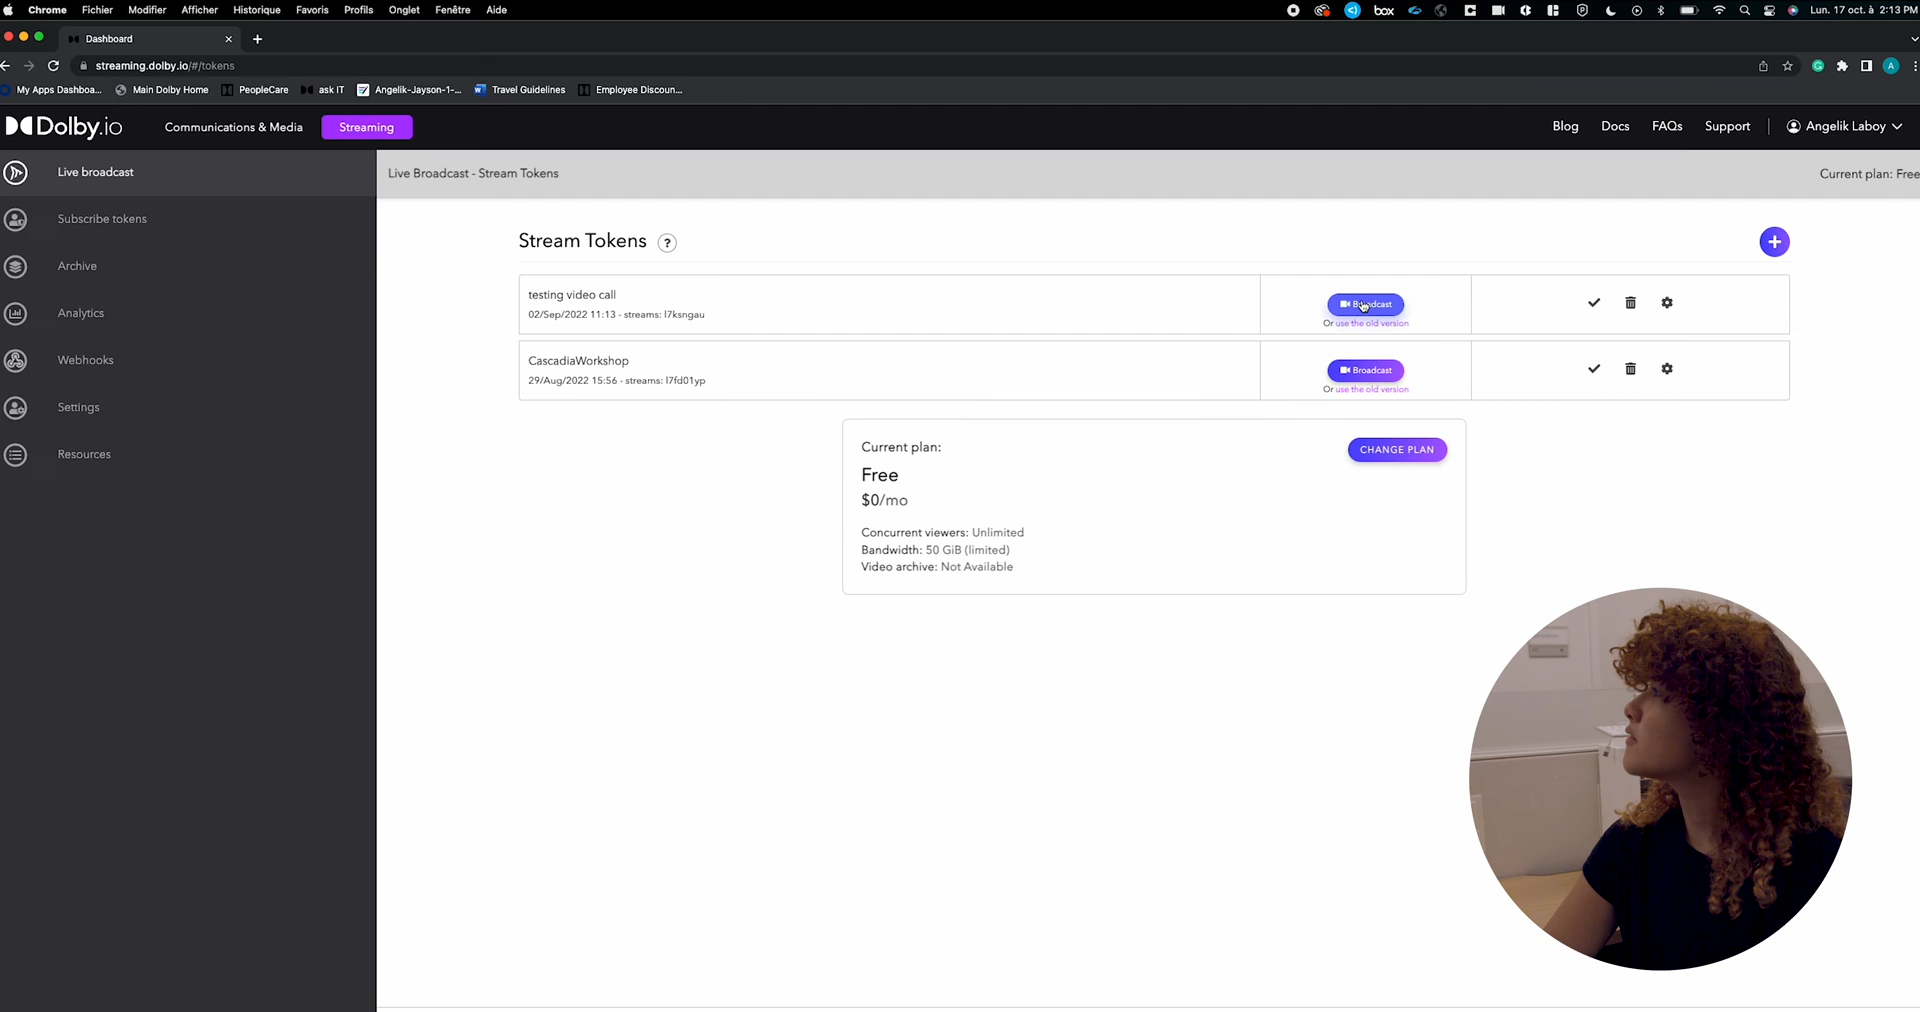 Chrome Fichier Modifier Afficher Historique Favoris Profils Onglet Fenêtre Aide box Lun. 17 oct. à 2:13 PM
Dashboard
streaming.dolby.io/#/tokens A
My Apps Dashboa... Main Dolby Home PeopleCare ask IT Angelik-Jayson-1-... Travel Guidelines Employee Discoun...
Dolby.io Communications & Media Streaming Blog Docs FAQs Support Angelik Laboy
Live broadcast
Subscribe tokens
Archive
Analytics
Webhooks
Settings
Resources
Live Broadcast - Stream Tokens Current plan: Free
Stream Tokens ? +
testing video call
02/Sep/2022 11:13 - streams: l7ksngau
Broadcast
Or use the old version
CascadiaWorkshop
29/Aug/2022 15:56 - streams: l7fd01yp
Broadcast
Or use the old version
Current plan: CHANGE PLAN
Free
$0/mo
Concurrent viewers: Unlimited
Bandwidth: 50 GiB (limited)
Video archive: Not Available